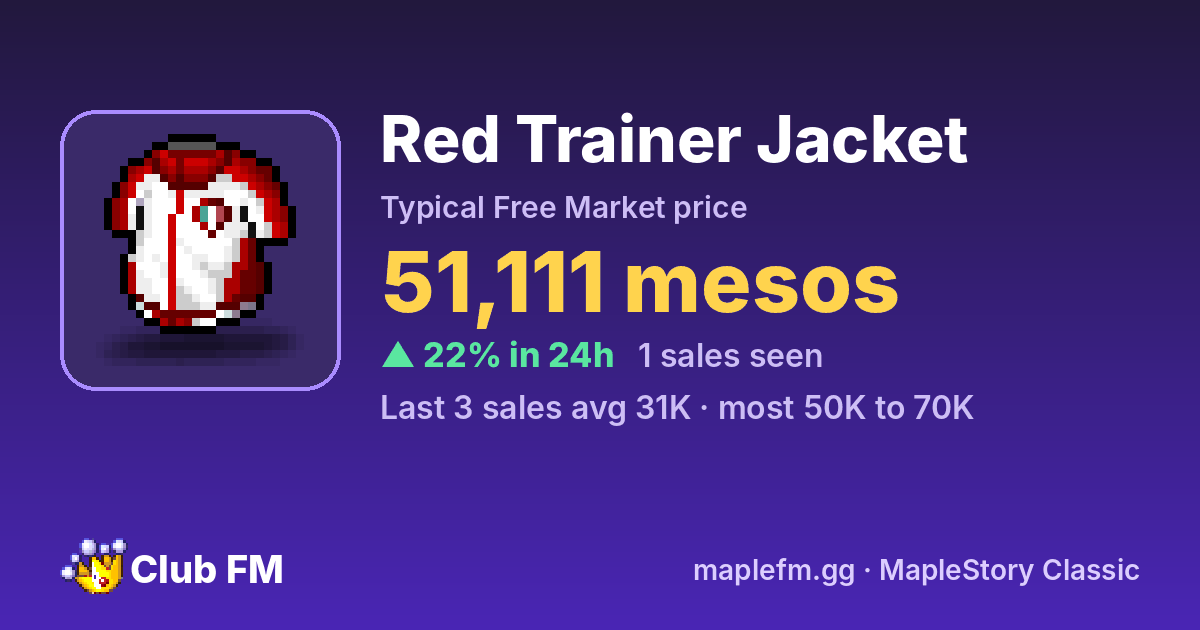 Red Trainer Jacket
Typical Free Market price
51,111 mesos
▲ 22% in 24h 1 sales seen
Last 3 sales avg 31K · most 50K to 70K
Club FM
maplefm.gg · MapleStory Classic